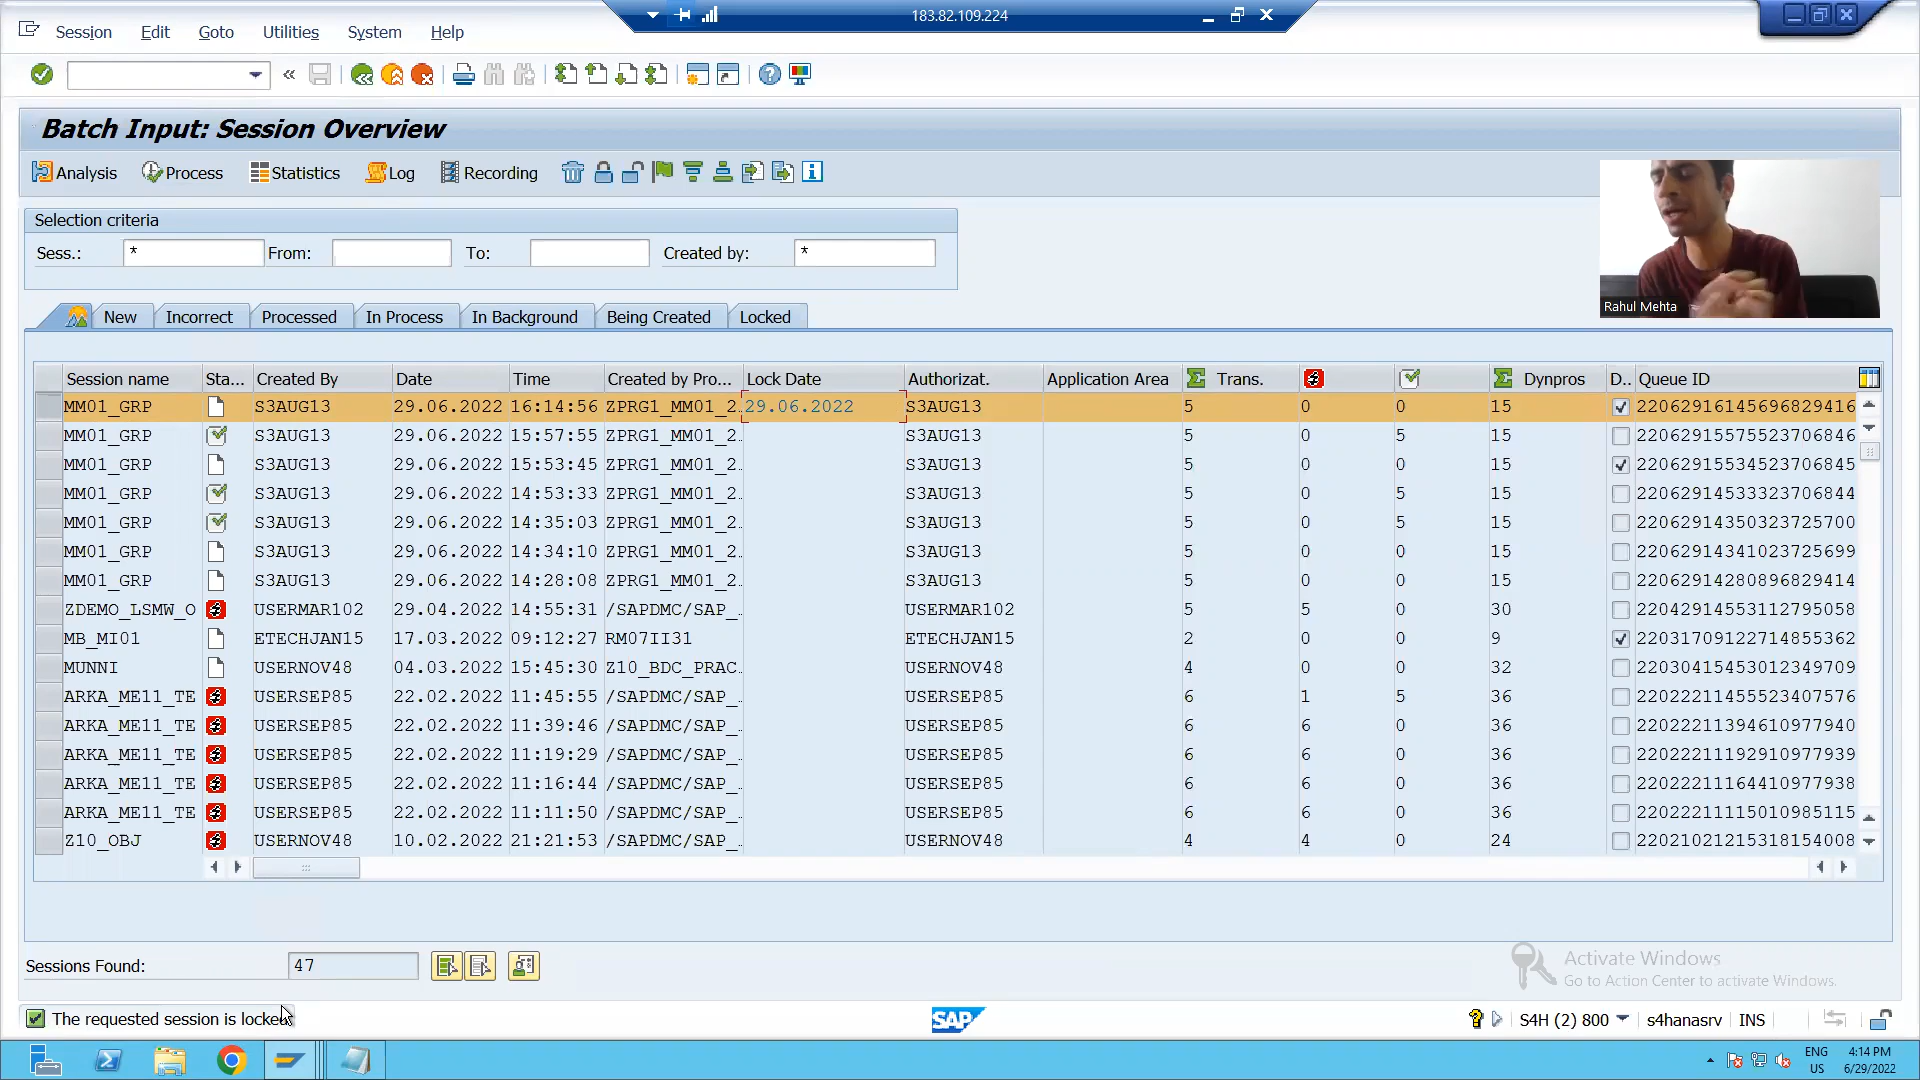 183.82.109.224
Session Edit Goto Utilities System Help
Batch Input: Session Overview
Analysis Process Statistics Log Recording
Selection criteria
Sess.: * From: To: Created by: *
Rahul Mehta
New Incorrect Processed In Process In Background Being Created Locked
Session name Sta... Created By Date Time Created by Pro... Lock Date Authorizat. Application Area Trans. Dynpros D.. Queue ID
MM01_GRP S3AUG13 29.06.2022 16:14:56 ZPRG1_MM01_2. 29.06.2022 S3AUG13 5 0 0 15 22062916145696829416
MM01_GRP S3AUG13 29.06.2022 15:57:55 ZPRG1_MM01_2. S3AUG13 5 0 5 15 22062915575523706846
MM01_GRP S3AUG13 29.06.2022 15:53:45 ZPRG1_MM01_2. S3AUG13 5 0 0 15 22062915534523706845
MM01_GRP S3AUG13 29.06.2022 14:53:33 ZPRG1_MM01_2. S3AUG13 5 0 5 15 22062914533323706844
MM01_GRP S3AUG13 29.06.2022 14:35:03 ZPRG1_MM01_2. S3AUG13 5 0 5 15 22062914350323725700
MM01_GRP S3AUG13 29.06.2022 14:34:10 ZPRG1_MM01_2. S3AUG13 5 0 0 15 22062914341023725699
MM01_GRP S3AUG13 29.06.2022 14:28:08 ZPRG1_MM01_2. S3AUG13 5 0 0 15 22062914280896829414
ZDEMO_LSMW_O USERMAR102 29.04.2022 14:55:31 /SAPDMC/SAP_. USERMAR102 5 5 0 30 22042914553112795058
MB_MI01 ETECHJAN15 17.03.2022 09:12:27 RM07II31 ETECHJAN15 2 0 0 9 22031709122714855362
MUNNI USERNOV48 04.03.2022 15:45:30 Z10_BDC_PRAC. USERNOV48 4 0 0 32 22030415453012349709
ARKA_ME11_TE USERSEP85 22.02.2022 11:45:55 /SAPDMC/SAP_. USERSEP85 6 1 5 36 22022211455523407576
ARKA_ME11_TE USERSEP85 22.02.2022 11:39:46 /SAPDMC/SAP_. USERSEP85 6 6 0 36 22022211394610977940
ARKA_ME11_TE USERSEP85 22.02.2022 11:19:29 /SAPDMC/SAP_. USERSEP85 6 6 0 36 22022211192910977939
ARKA_ME11_TE USERSEP85 22.02.2022 11:16:44 /SAPDMC/SAP_. USERSEP85 6 6 0 36 22022211164410977938
ARKA_ME11_TE USERSEP85 22.02.2022 11:11:50 /SAPDMC/SAP_. USERSEP85 6 6 0 36 22022211115010985115
Z10_OBJ USERNOV48 10.02.2022 21:21:53 /SAPDMC/SAP_. USERNOV48 4 4 0 24 22021021215318154008
Sessions Found: 47
Activate Windows
Go to Action Center to activate Windows.
The requested session is locked
SAP
S4H (2) 800 s4hanasrv INS
ENG 4:14 PM
US 6/29/2022